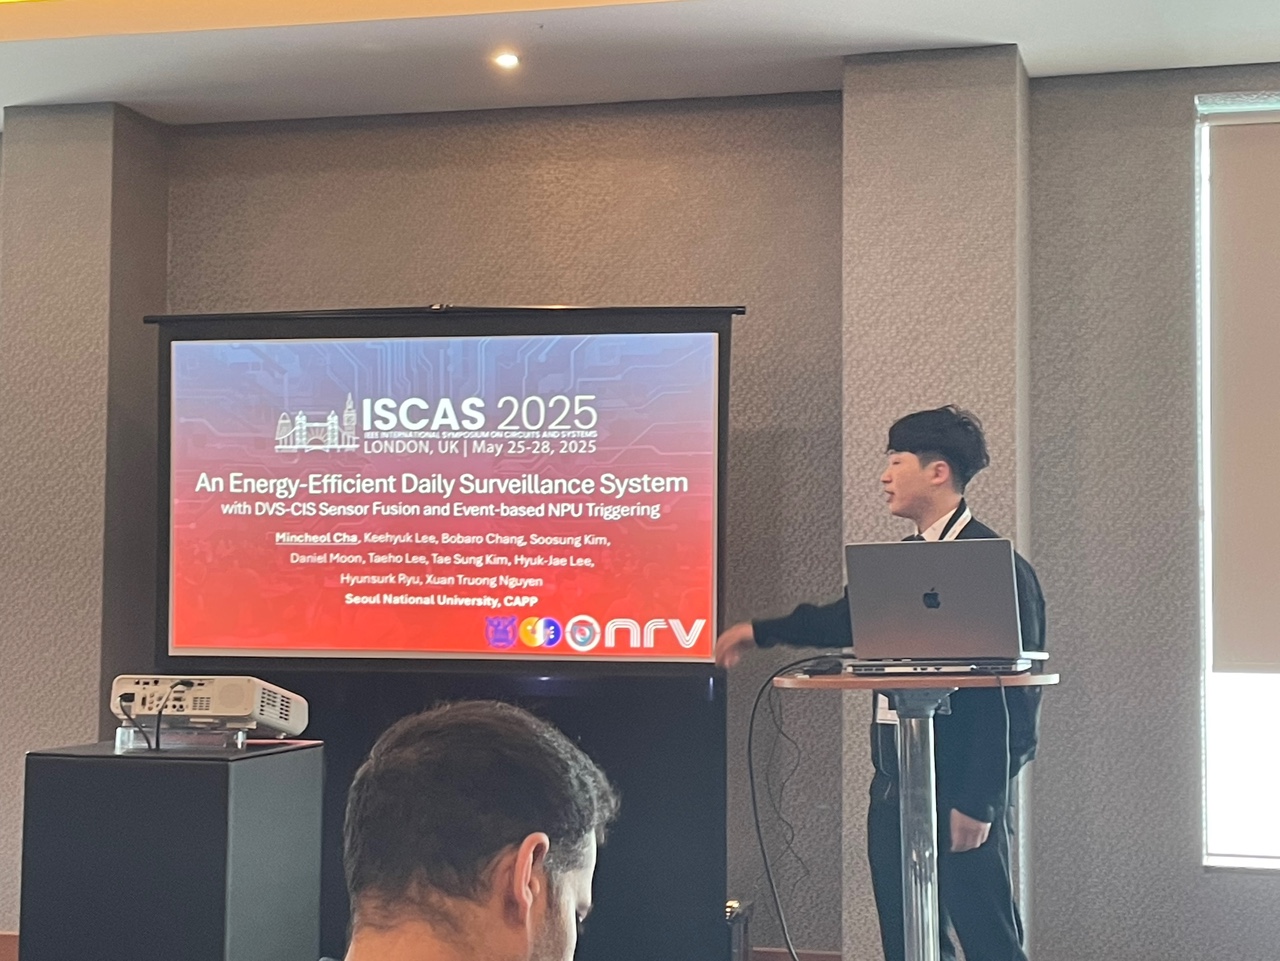 ISCAS 2025
IEEE INTERNATIONAL SYMPOSIUM ON CIRCUITS AND SYSTEMS
LONDON, UK | May 25-28, 2025
An Energy-Efficient Daily Surveillance System
with DVS-CIS Sensor Fusion and Event-based NPU Triggering
Mincheol Cha, Keehyuk Lee, Bobaro Chang, Soosung Kim,
Daniel Moon, Taeho Lee, Tae Sung Kim, Hyuk-Jae Lee,
Hyunsurk Ryu, Xuan Truong Nguyen
Seoul National University, CAPP
nrv